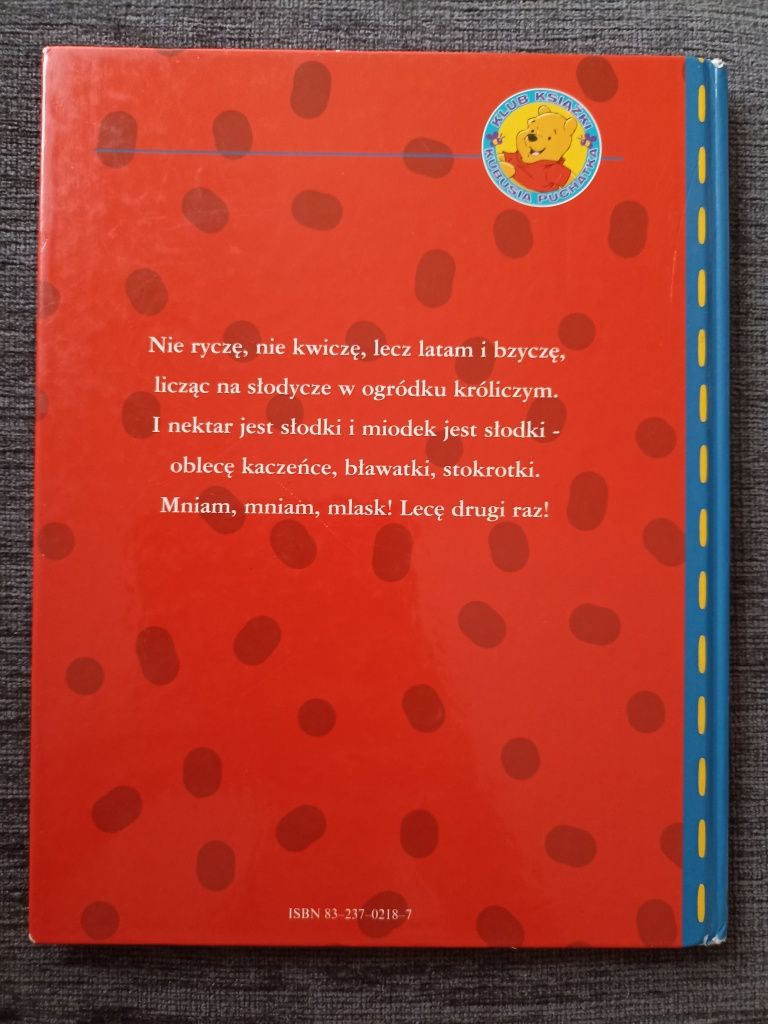 KLUB KSIĄŻKI
KUBUSIA PUCHATKA
Nie ryczę, nie kwiczę, lecz latam i bzyczę,
licząc na słodycze w ogródku króliczym.
I nektar jest słodki i miodek jest słodki -
oblecę kaczeńce, bławatki, stokrotki.
Mniam, mniam, mlask! Lecę drugi raz!
ISBN 83–237–0218–7